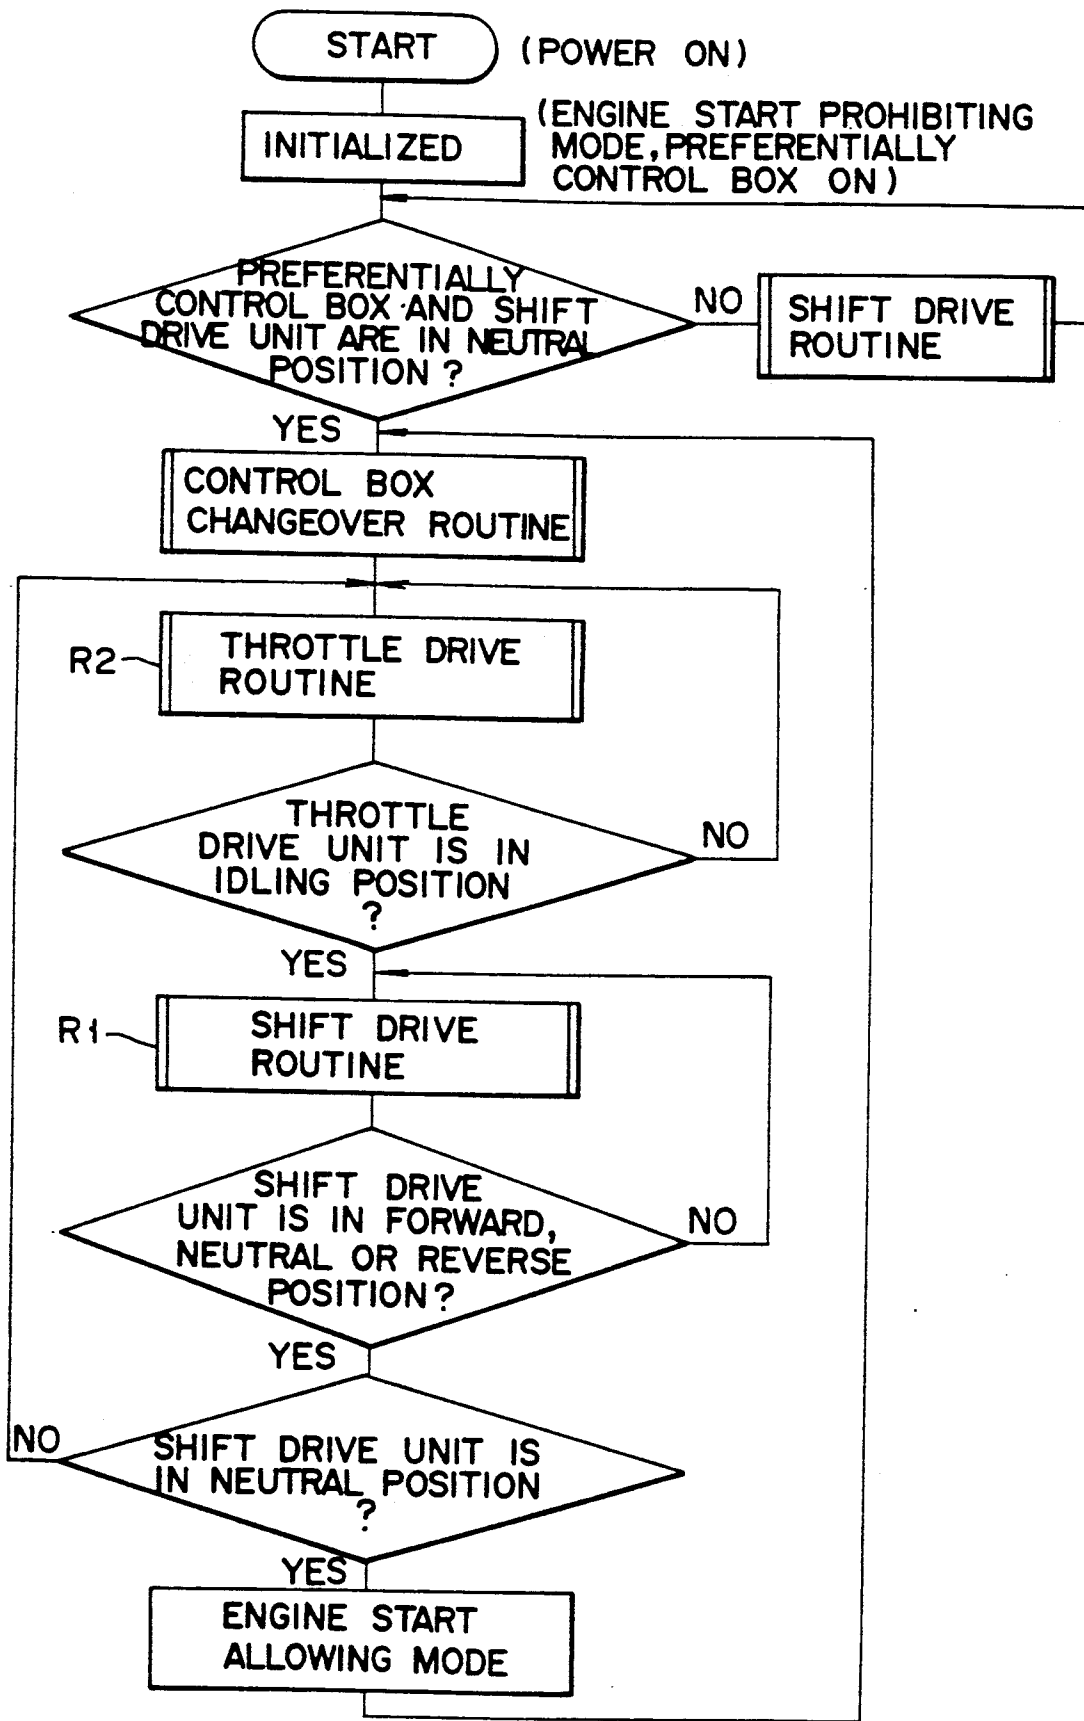 START
(POWER ON)
INITIALIZED
(ENGINE START PROHIBITING
MODE, PREFERENTIALLY
CONTROL BOX ON)
PREFERENTIALLY
CONTROL BOX AND SHIFT
DRIVE UNIT ARE IN NEUTRAL
POSITION ?
NO
SHIFT DRIVE
ROUTINE
YES
CONTROL BOX
CHANGEOVER ROUTINE
R2
THROTTLE DRIVE
ROUTINE
THROTTLE
DRIVE UNIT IS IN
IDLING POSITION
?
NO
YES
R1
SHIFT DRIVE
ROUTINE
SHIFT DRIVE
UNIT IS IN FORWARD,
NEUTRAL OR REVERSE
POSITION?
NO
YES
NO
SHIFT DRIVE UNIT IS
IN NEUTRAL POSITION
?
YES
ENGINE START
ALLOWING MODE